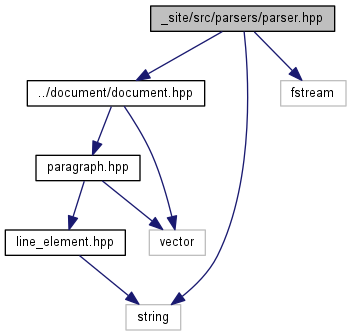 _site/src/parsers/parser.hpp
../document/document.hpp
fstream
paragraph.hpp
line_element.hpp
vector
string